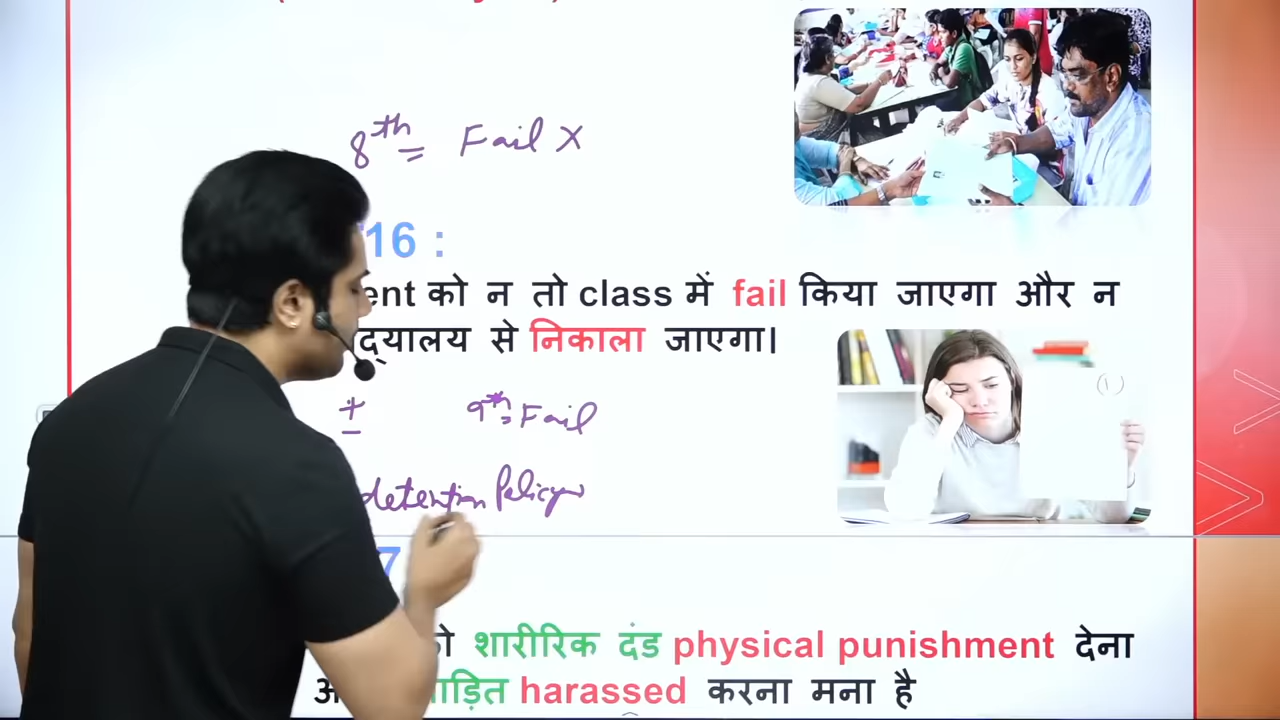 8th = Fail X
16 :
ent को न तो class में fail किया जाएगा और न
द्यालय से निकाला जाएगा।
9th = Fail
detention Policy
7
को शारीरिक दंड physical punishment देना
ाड़ित harassed करना मना है